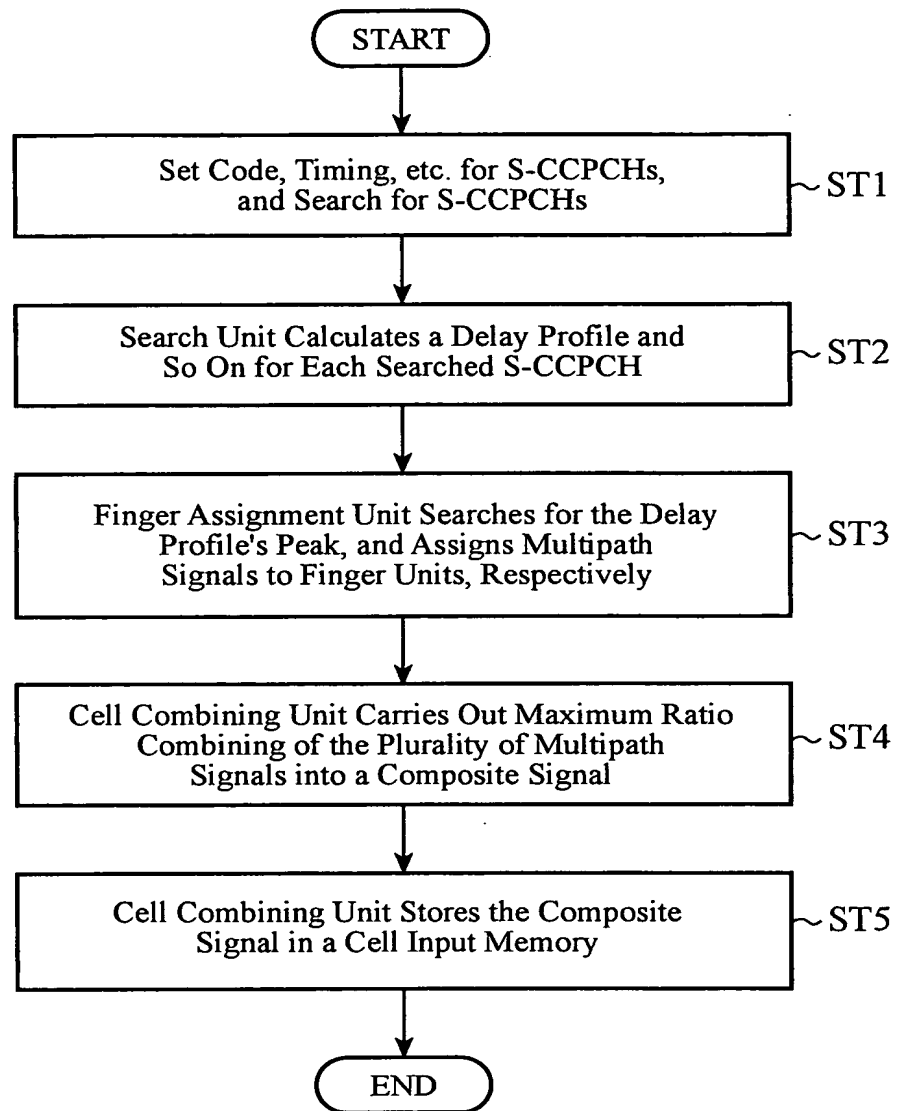 START
Set Code, Timing, etc. for S-CCPCHs,
and Search for S-CCPCHs
ST1
Search Unit Calculates a Delay Profile and
So On for Each Searched S-CCPCH
ST2
Finger Assignment Unit Searches for the Delay
Profile's Peak, and Assigns Multipath
Signals to Finger Units, Respectively
ST3
Cell Combining Unit Carries Out Maximum Ratio
Combining of the Plurality of Multipath
Signals into a Composite Signal
ST4
Cell Combining Unit Stores the Composite
Signal in a Cell Input Memory
ST5
END